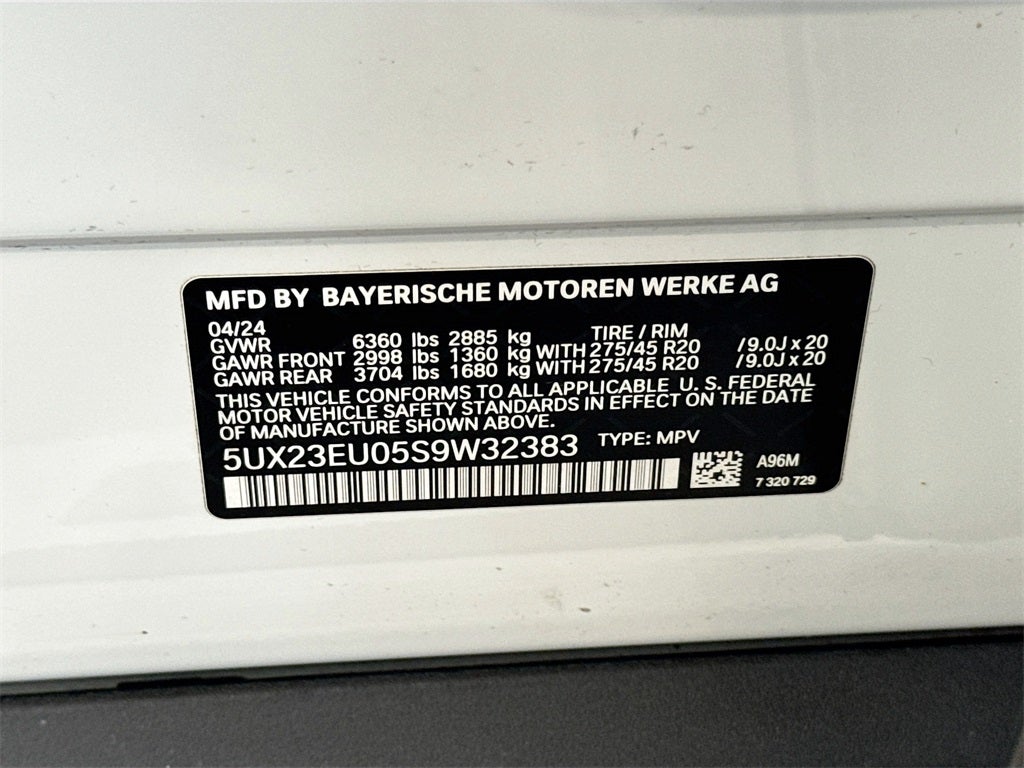 MFD BY BAYERISCHE MOTOREN WERKE AG
04/24 TIRE / RIM
GVWR 6360 lbs 2885 kg
GAWR FRONT 2998 lbs 1360 kg WITH 275/45 R20 /9.0J x 20
GAWR REAR 3704 lbs 1680 kg WITH 275/45 R20 /9.0J x 20
THIS VEHICLE CONFORMS TO ALL APPLICABLE U. S. FEDERAL
MOTOR VEHICLE SAFETY STANDARDS IN EFFECT ON THE DATE
OF MANUFACTURE SHOWN ABOVE.
5UX23EU05S9W32383 TYPE: MPV
A96M
7 320 729